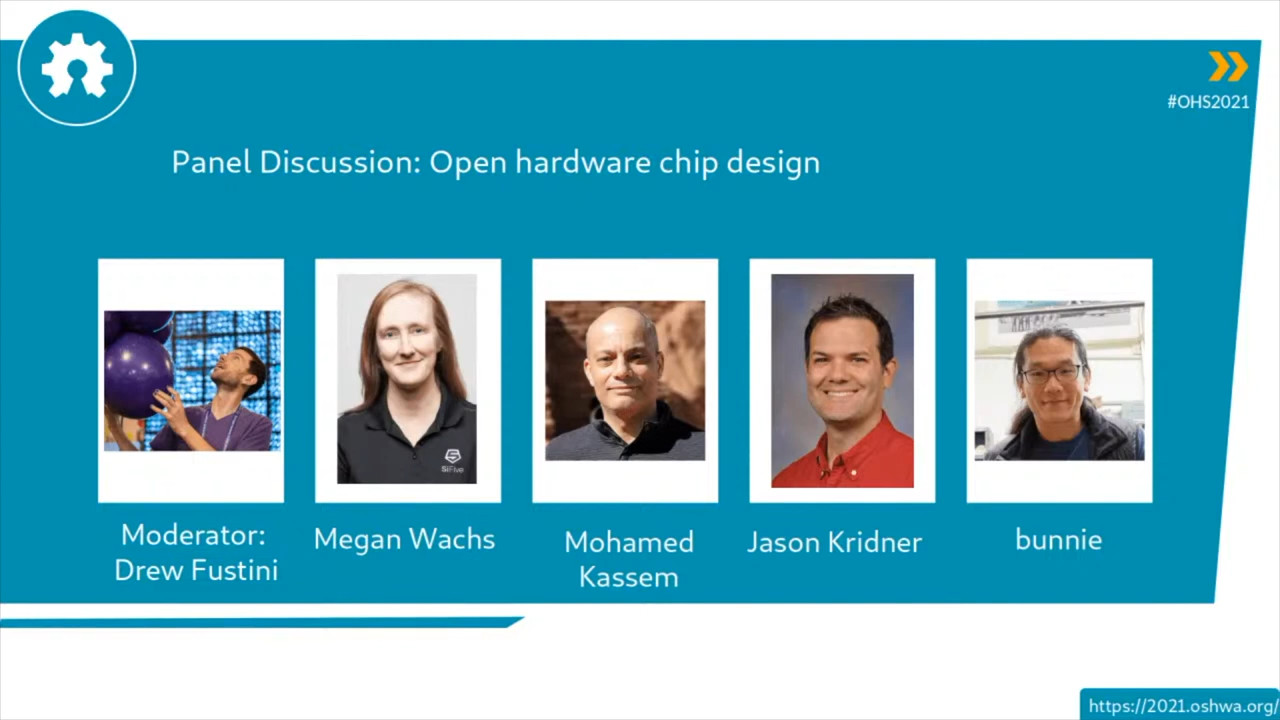 #OHS2021
Panel Discussion: Open hardware chip design
SiFive
Moderator:
Drew Fustini
Megan Wachs
Mohamed
Kassem
Jason Kridner
bunnie
https://2021.oshwa.org/